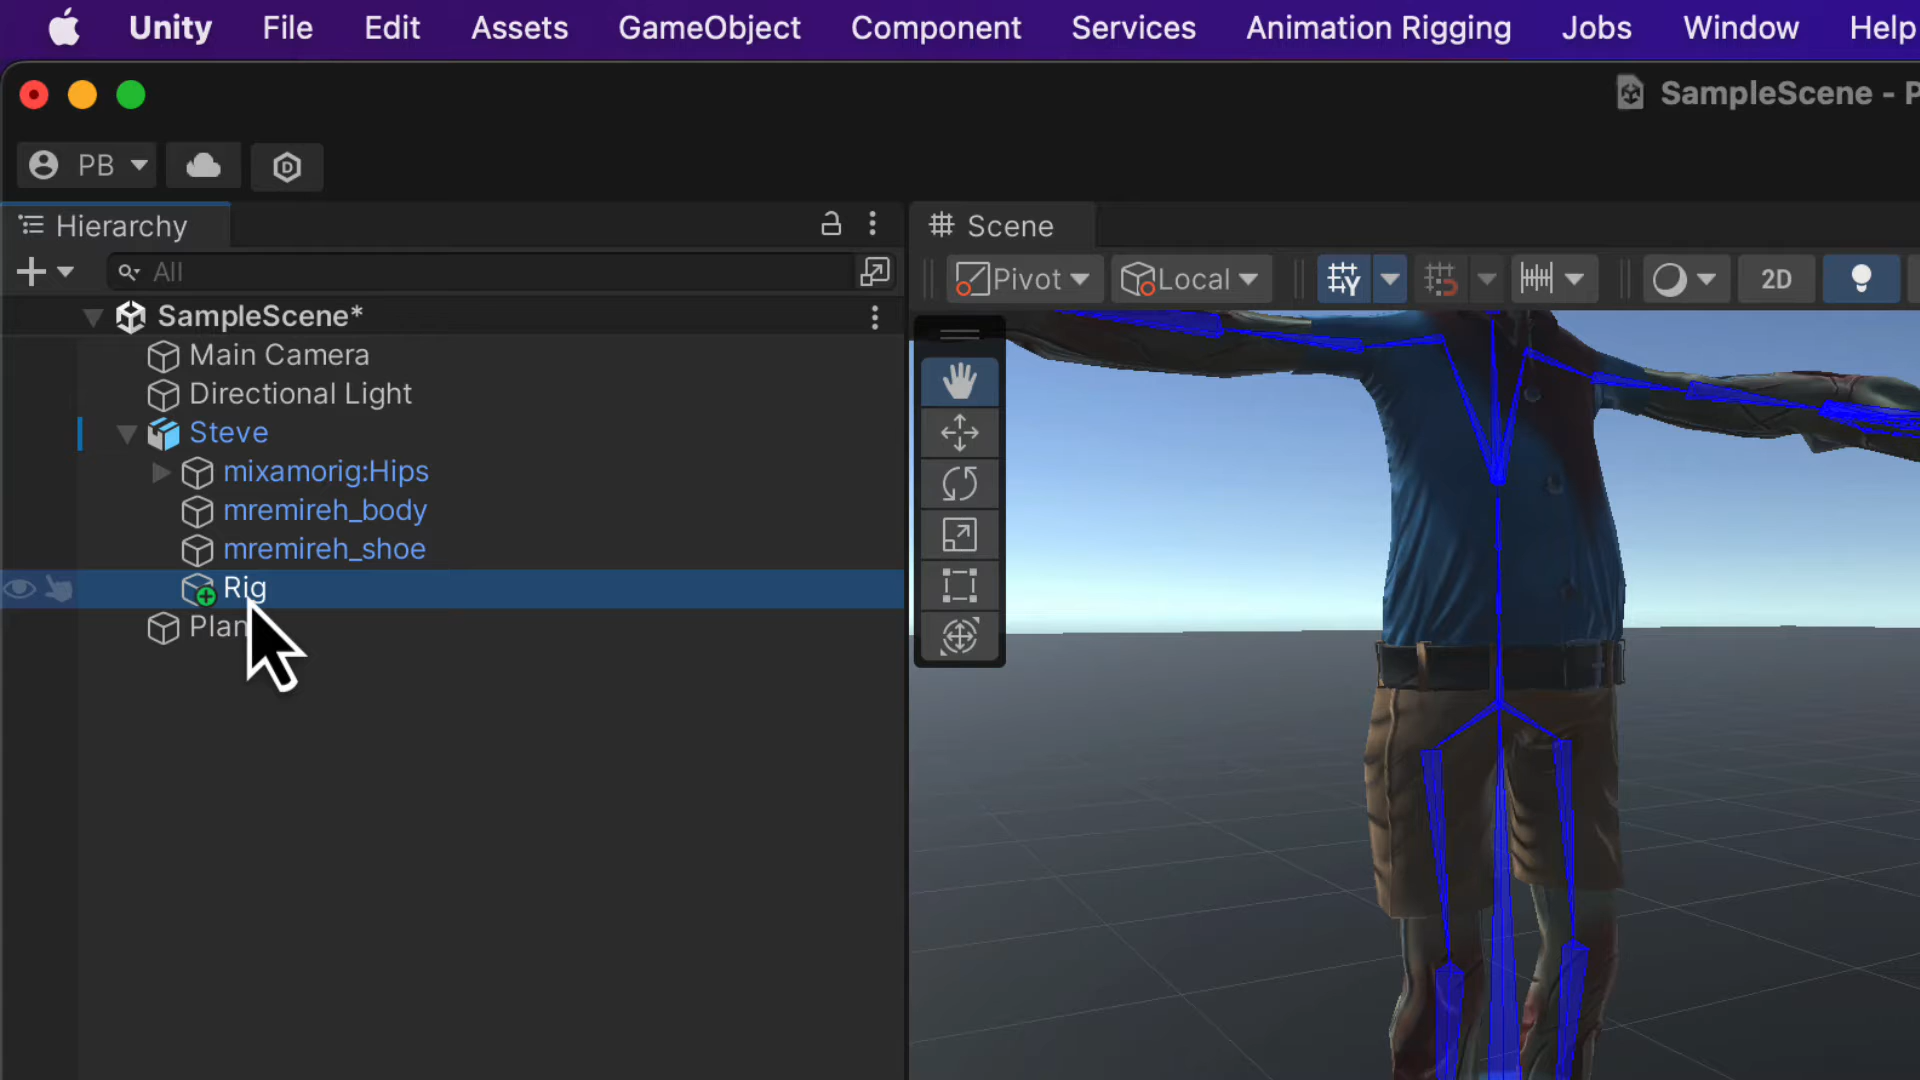 Unity File Edit Assets GameObject Component Services Animation Rigging Jobs Window Help
SampleScene -
PB
Hierarchy
All
SampleScene*
Main Camera
Directional Light
Steve
mixamorig:Hips
mremireh_body
mremireh_shoe
Rig
Plan
Scene
Pivot Local 2D